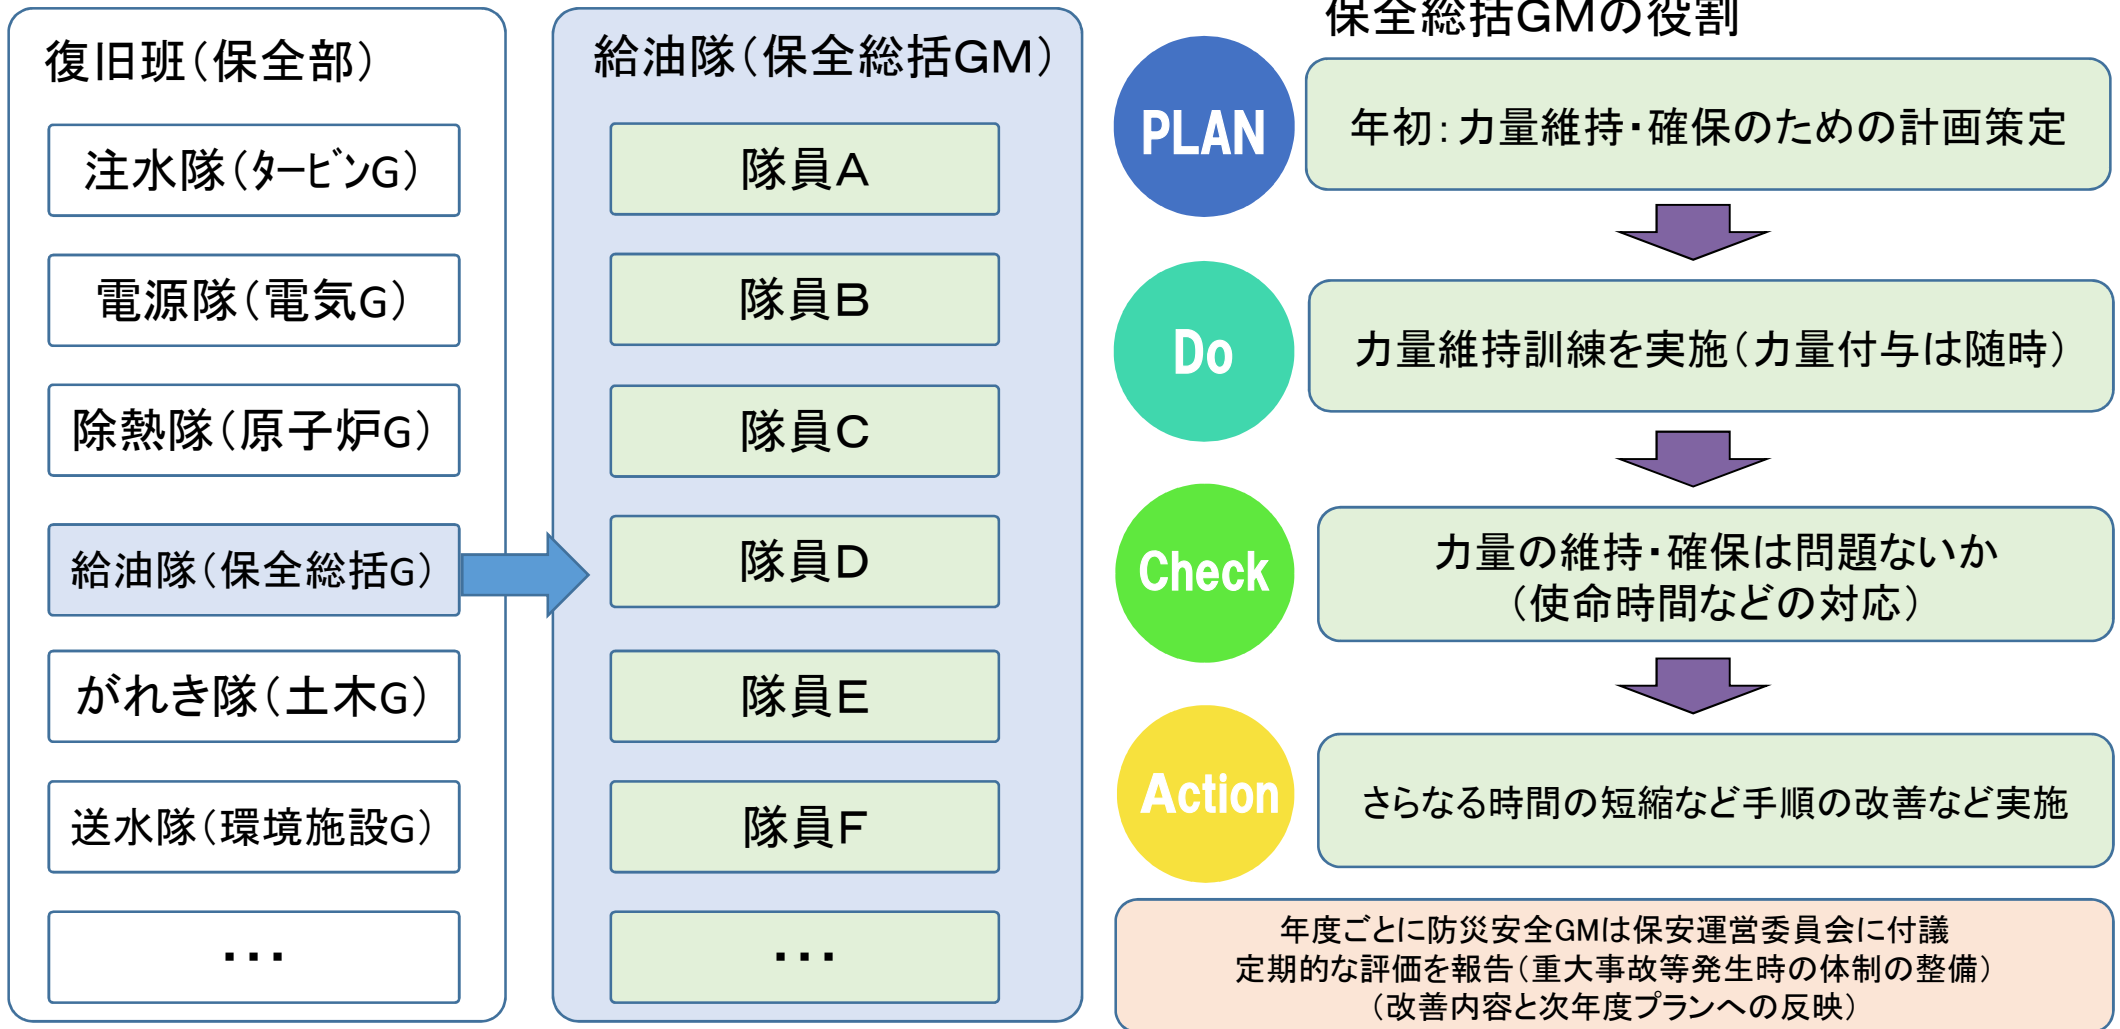 復旧班（保全部）
注水隊（ﾀｰﾋﾞﾝG）
電源隊（電気G）
除熱隊（原子炉G）
給油隊（保全総括G）
がれき隊（土木G）
送水隊（環境施設G）
・・・
給油隊（保全総括GM）
隊員A
隊員B
隊員C
隊員D
隊員E
隊員F
・・・
保全総括GMの役割
PLAN
年初：力量維持・確保のための計画策定
Do
力量維持訓練を実施（力量付与は随時）
Check
力量の維持・確保は問題ないか
（使命時間などの対応）
Action
さらなる時間の短縮など手順の改善など実施
年度ごとに防災安全GMは保安運営委員会に付議
定期的な評価を報告（重大事故等発生時の体制の整備）
（改善内容と次年度プランへの反映）